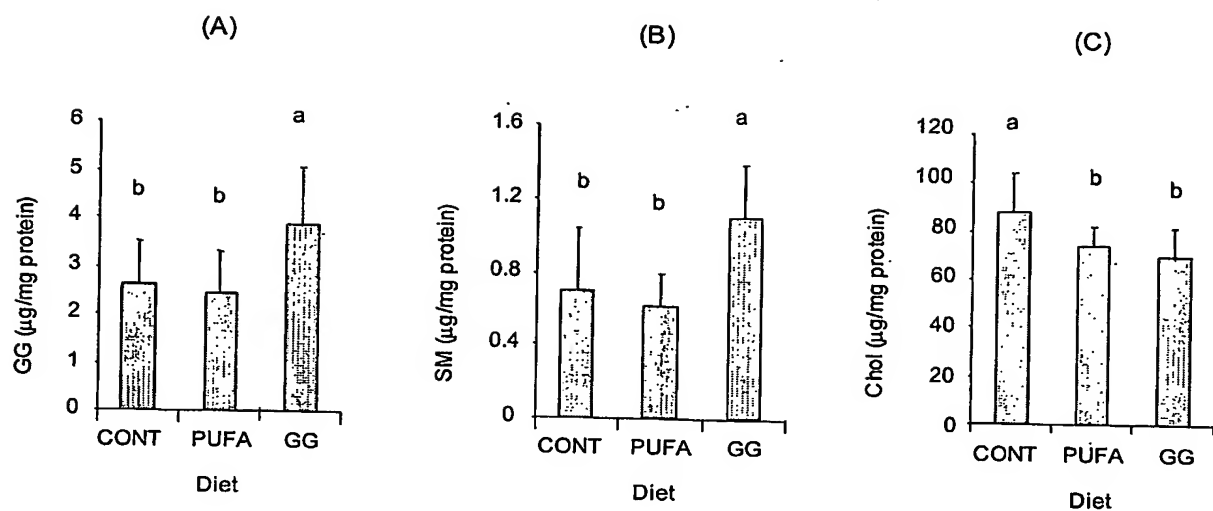 (A)
6
5
4
3
2
1
0
GG (µg/mg protein)
b
b
a
CONT PUFA GG
Diet
(B)
1.6
1.2
0.8
0.4
0
SM (µg/mg protein)
b
b
a
CONT PUFA GG
Diet
(C)
120
100
80
60
40
20
0
Chol (µg/mg protein)
a
b
b
CONT PUFA GG
Diet